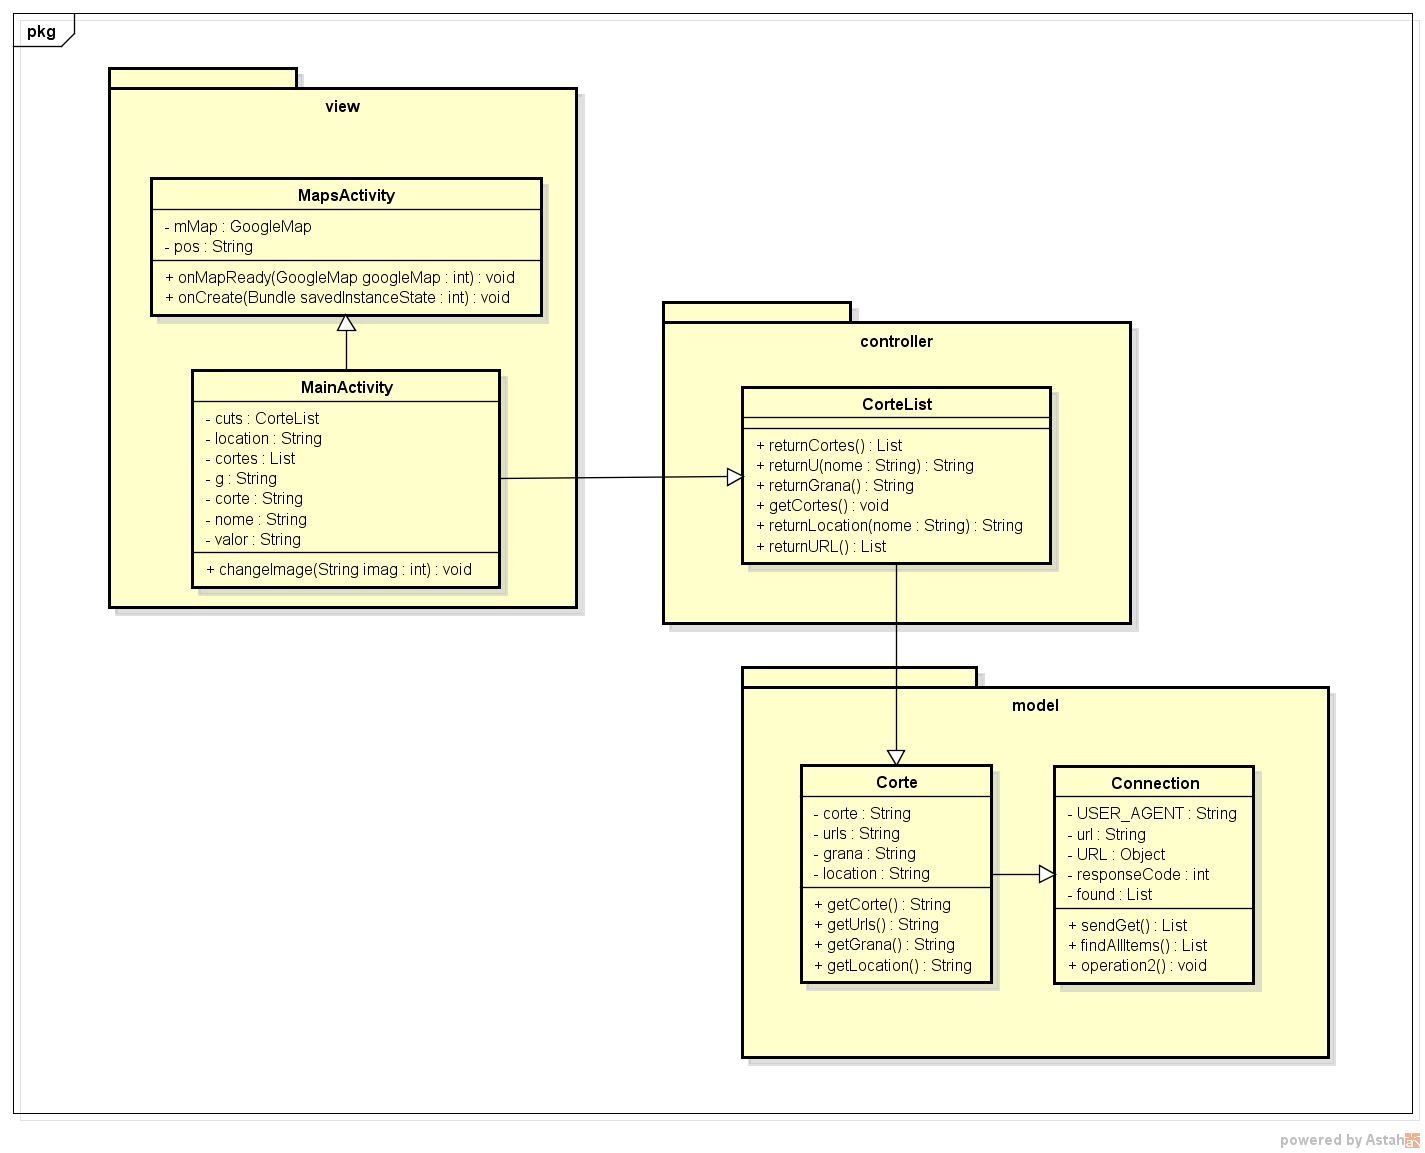 pkg
view
MapsActivity
- mMap : GoogleMap
- pos : String
+ onMapReady(GoogleMap googleMap : int) : void
+ onCreate(Bundle savedInstanceState : int) : void
MainActivity
- cuts : CorteList
- location : String
- cortes : List
- g : String
- corte : String
- nome : String
- valor : String
+ changeImage(String imag : int) : void
controller
CorteList
+ returnCortes() : List
+ returnU(nome : String) : String
+ returnGrana() : String
+ getCortes() : void
+ returnLocation(nome : String) : String
+ returnURL() : List
model
Corte
- corte : String
- urls : String
- grana : String
- location : String
+ getCorte() : String
+ getUrls() : String
+ getGrana() : String
+ getLocation() : String
Connection
- USER_AGENT : String
- url : String
- URL : Object
- responseCode : int
- found : List
+ sendGet() : List
+ findAllItems() : List
+ operation2() : void
powered by Astah